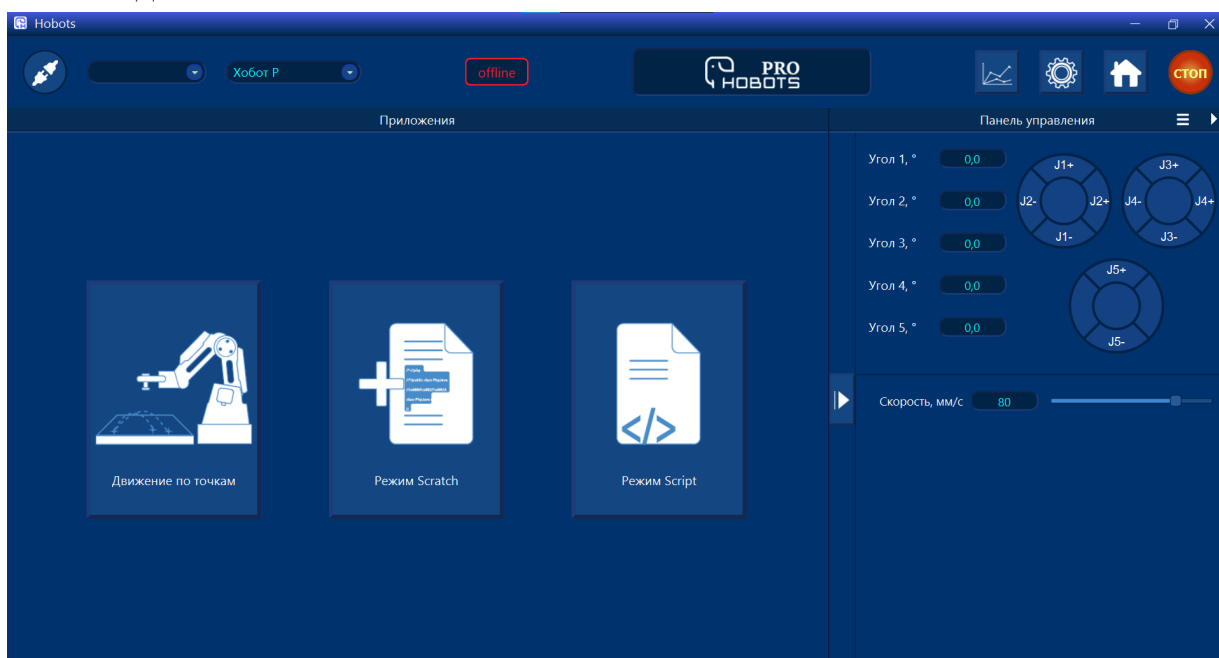 Hobots
Хобот P
offline
PRO
HOBOTS
стоп
Приложения
Панель управления
Угол 1, °
0,0
J1+
J3+
Угол 2, °
0,0
J2-
J2+
J4-
J4+
Угол 3, °
0,0
J1-
J3-
Угол 4, °
0,0
J5+
Угол 5, °
0,0
J5-
Скорость, мм/с
80
</>
Движение по точкам
Режим Scratch
Режим Script